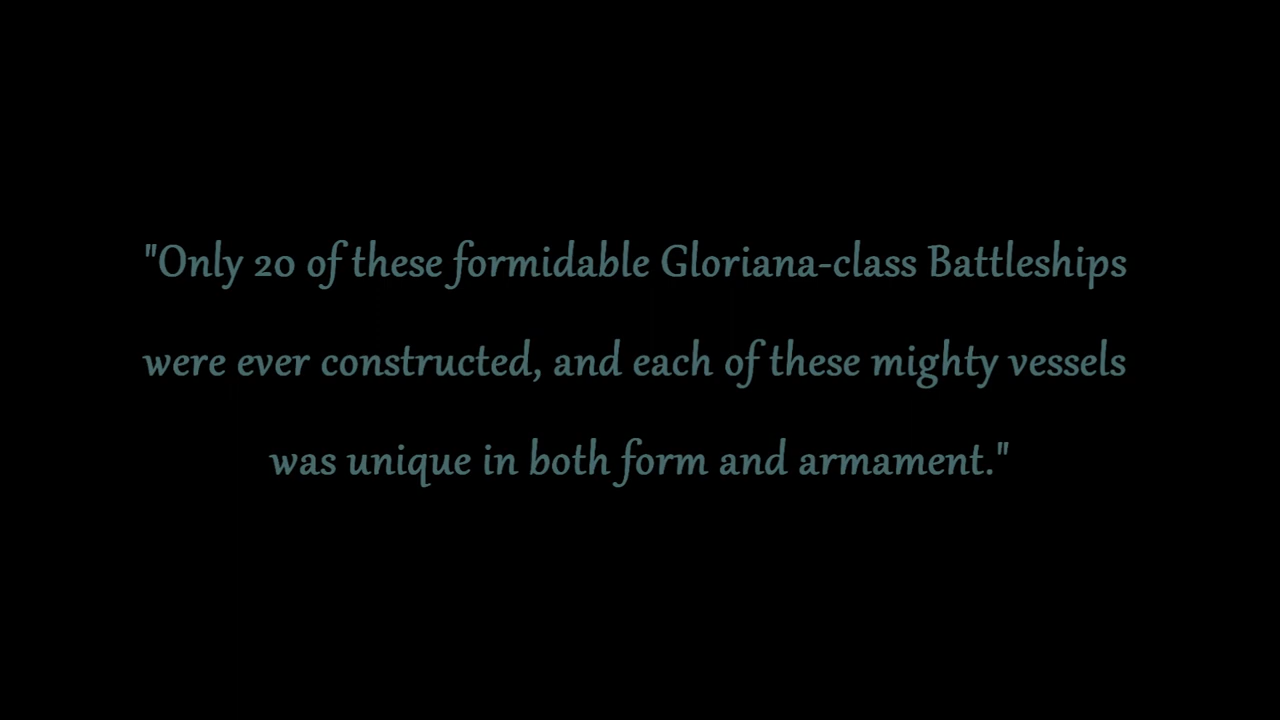 "Only 20 of these formidable Gloriana-class Battleships
were ever constructed, and each of these mighty vessels
was unique in both form and armament."